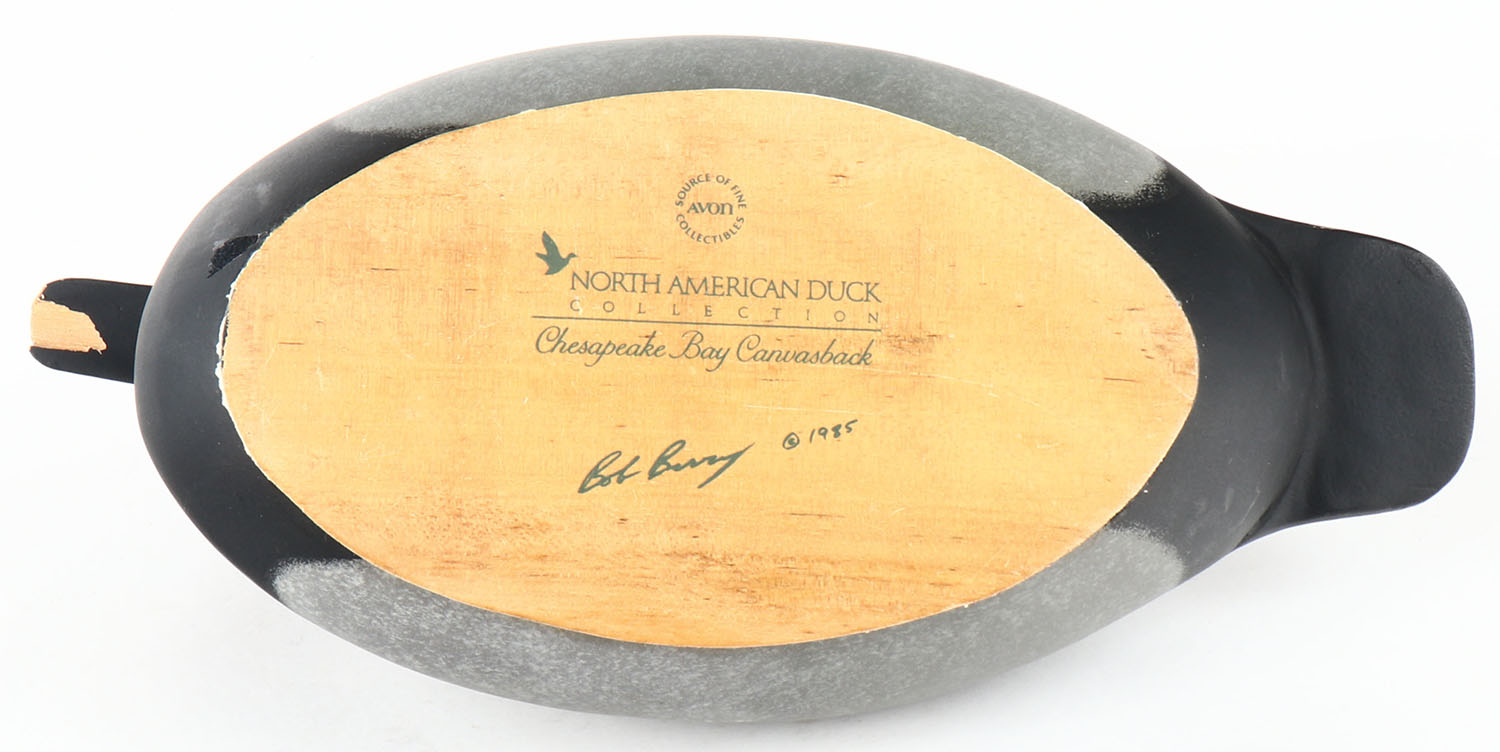 SOURCE OF FINE
AVON
COLLECTIBLES
NORTH AMERICAN DUCK
COLLECTION
Chesapeake Bay Canvasback
Bob Berry © 1985